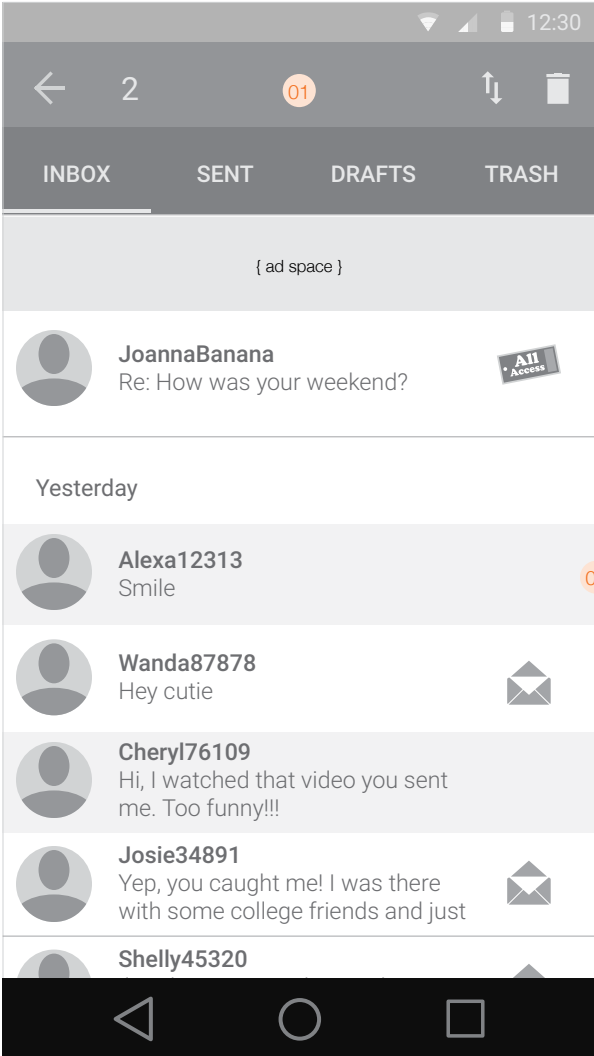 12:30
2
01
INBOX SENT DRAFTS TRASH
{ ad space }
JoannaBanana
Re: How was your weekend?
All
Access
Yesterday
Alexa12313
Smile
Wanda87878
Hey cutie
Cheryl76109
Hi, I watched that video you sent
me. Too funny!!!
Josie34891
Yep, you caught me! I was there
with some college friends and just
Shelly45320